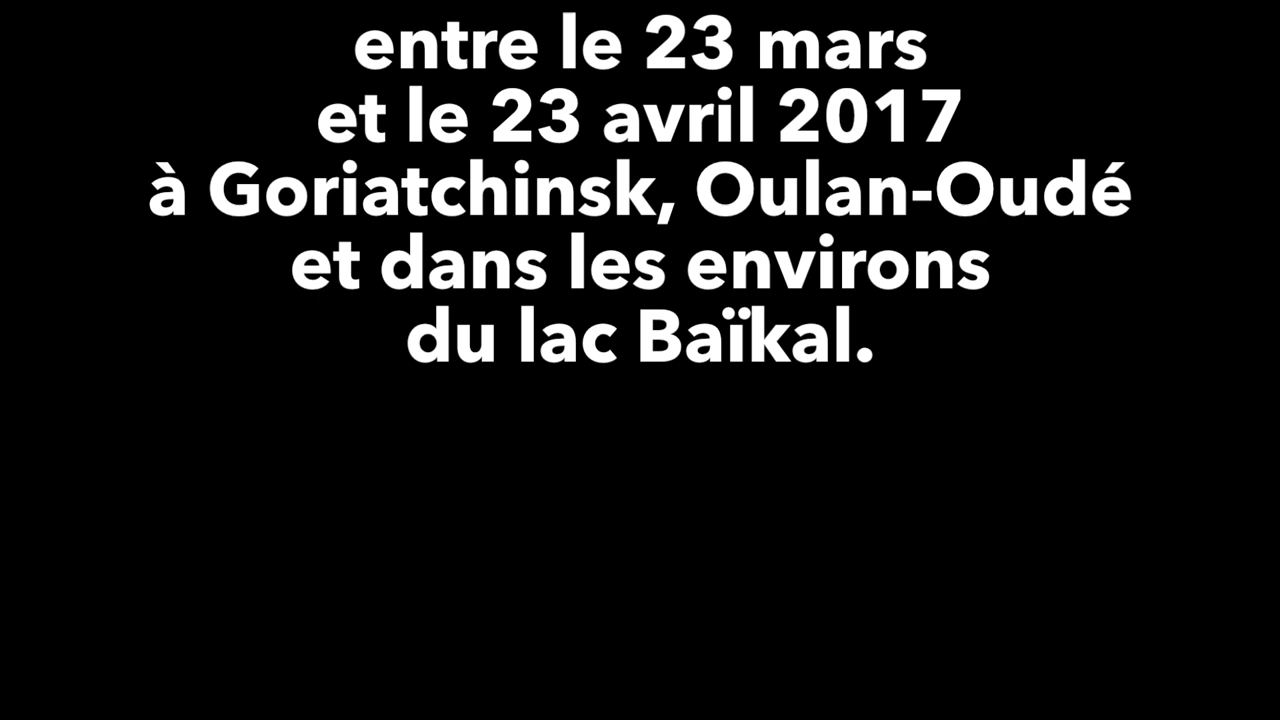 entre le 23 mars
et le 23 avril 2017
à Goriatchinsk, Oulan-Oudé
et dans les environs
du lac Baïkal.